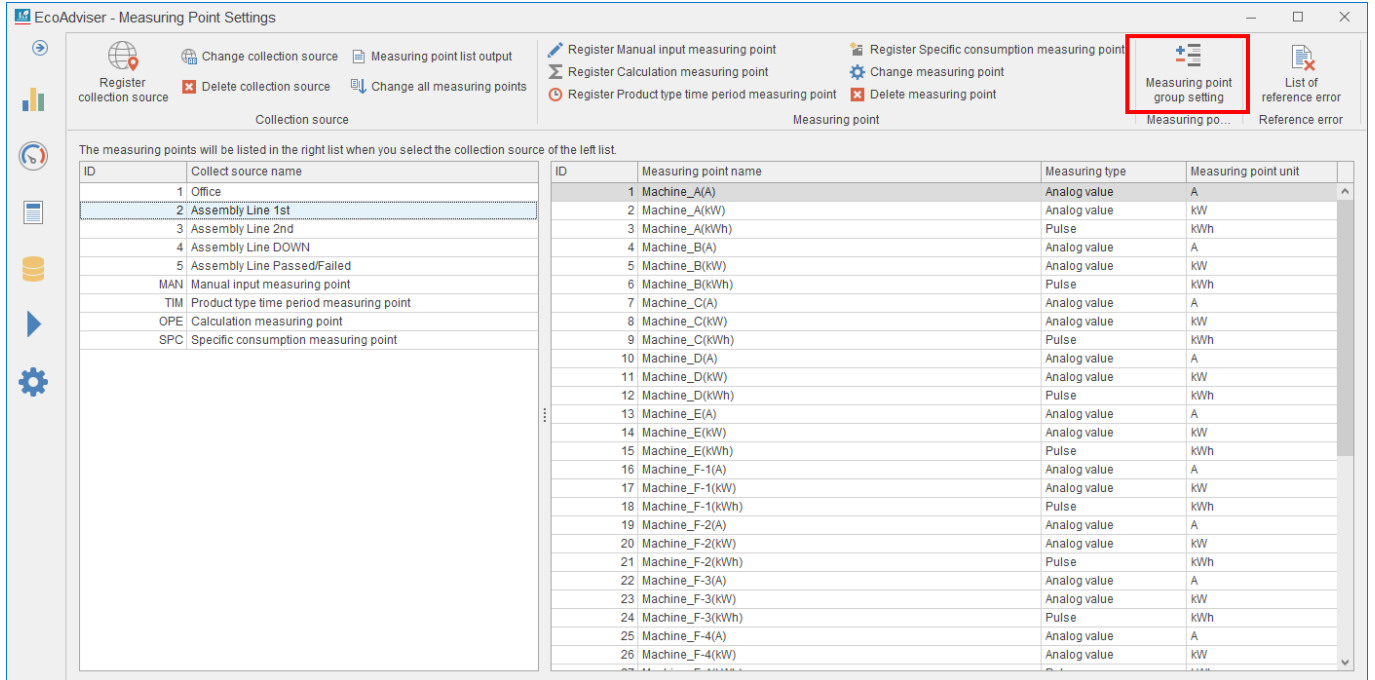 EcoAdviser - Measuring Point Settings
Register collection source
Change collection source
Measuring point list output
Delete collection source
Change all measuring points
Collection source
Register Manual input measuring point
Register Specific consumption measuring point
Register Calculation measuring point
Change measuring point
Register Product type time period measuring point
Delete measuring point
Measuring point
Measuring point group setting
Measuring po...
List of reference error
Reference error
The measuring points will be listed in the right list when you select the collection source of the left list.
ID Collect source name
1 Office
2 Assembly Line 1st
3 Assembly Line 2nd
4 Assembly Line DOWN
5 Assembly Line Passed/Failed
MAN Manual input measuring point
TIM Product type time period measuring point
OPE Calculation measuring point
SPC Specific consumption measuring point
ID Measuring point name Measuring type Measuring point unit
1 Machine_A(A) Analog value A
2 Machine_A(kW) Analog value kW
3 Machine_A(kWh) Pulse kWh
4 Machine_B(A) Analog value A
5 Machine_B(kW) Analog value kW
6 Machine_B(kWh) Pulse kWh
7 Machine_C(A) Analog value A
8 Machine_C(kW) Analog value kW
9 Machine_C(kWh) Pulse kWh
10 Machine_D(A) Analog value A
11 Machine_D(kW) Analog value kW
12 Machine_D(kWh) Pulse kWh
13 Machine_E(A) Analog value A
14 Machine_E(kW) Analog value kW
15 Machine_E(kWh) Pulse kWh
16 Machine_F-1(A) Analog value A
17 Machine_F-1(kW) Analog value kW
18 Machine_F-1(kWh) Pulse kWh
19 Machine_F-2(A) Analog value A
20 Machine_F-2(kW) Analog value kW
21 Machine_F-2(kWh) Pulse kWh
22 Machine_F-3(A) Analog value A
23 Machine_F-3(kW) Analog value kW
24 Machine_F-3(kWh) Pulse kWh
25 Machine_F-4(A) Analog value A
26 Machine_F-4(kW) Analog value kW